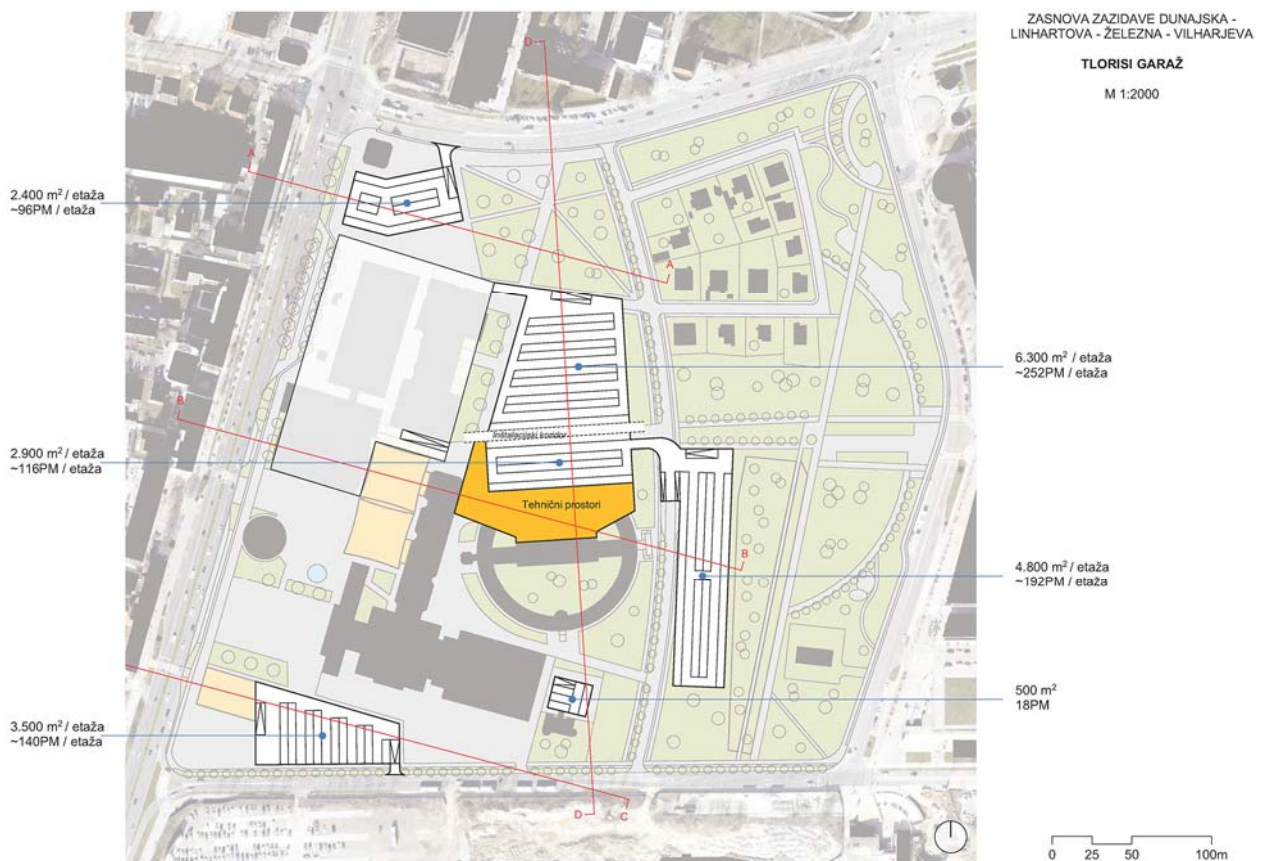 ZASNOVA ZAZIDAVE DUNAJSKA -
LINHARTOVA - ŽELEZNA - VILHARJEVA
TLORISI GARAŽ
M 1:2000
D
A
2.400 m² / etaža
~96PM / etaža
A
6.300 m² / etaža
~252PM / etaža
B
Inštalacijski koridor
2.900 m² / etaža
~116PM / etaža
Tehnični prostori
B
4.800 m² / etaža
~192PM / etaža
500 m²
18PM
3.500 m² / etaža
~140PM / etaža
D
C
0 25 50 100m